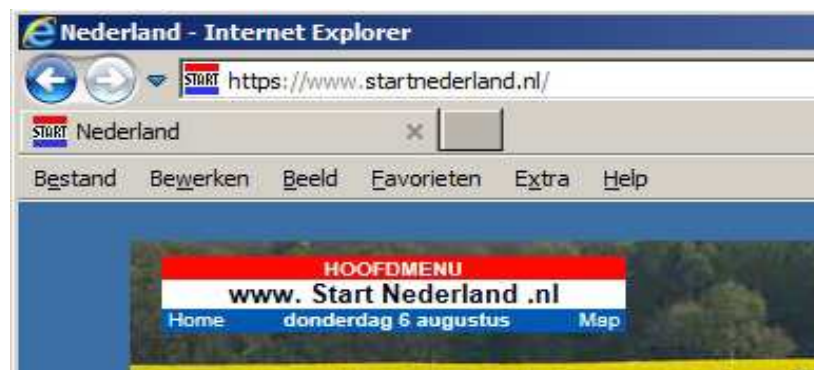 Nederland - Internet Explorer
START https://www.startnederland.nl/
START Nederland
Bestand Bewerken Beeld Favorieten Extra Help
HOOFDMENU
www. Start Nederland .nl
Home donderdag 6 augustus Map